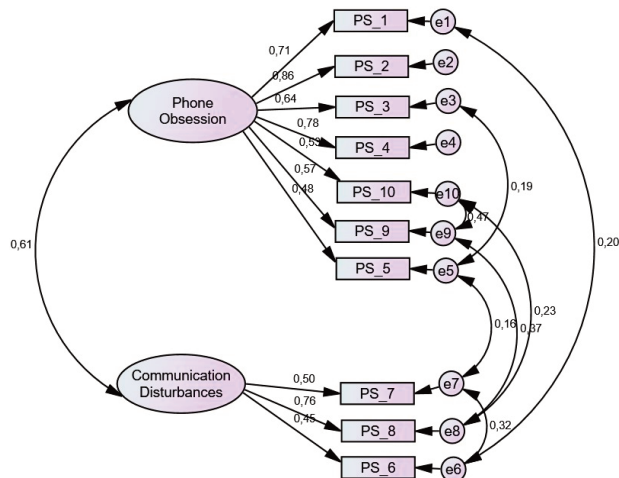 PS_1
e1
0,71
PS_2
e2
0,86
0,64
PS_3
e3
Phone
Obsession
0,78
PS_4
e4
0,53
0,57
PS_10
e10
0,19
0,48
0,47
PS_9
e9
PS_5
e5
0,61
0,20
0,23
0,16
0,37
Communication
Disturbances
0,50
PS_7
e7
0,76
PS_8
e8
0,32
0,45
PS_6
e6